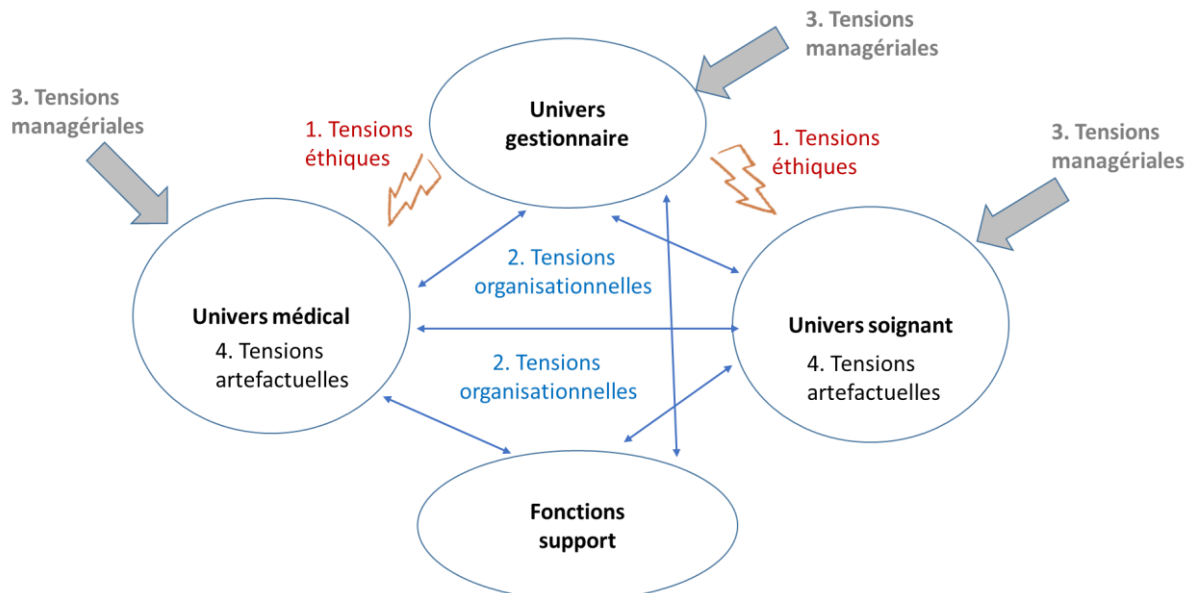 3. Tensions
managériales
3. Tensions
managériales
Univers
gestionnaire
1. Tensions
éthiques
1. Tensions
éthiques
3. Tensions
managériales
2. Tensions
organisationnelles
Univers médical
4. Tensions
artefactuelles
Univers soignant
4. Tensions
artefactuelles
2. Tensions
organisationnelles
Fonctions
support